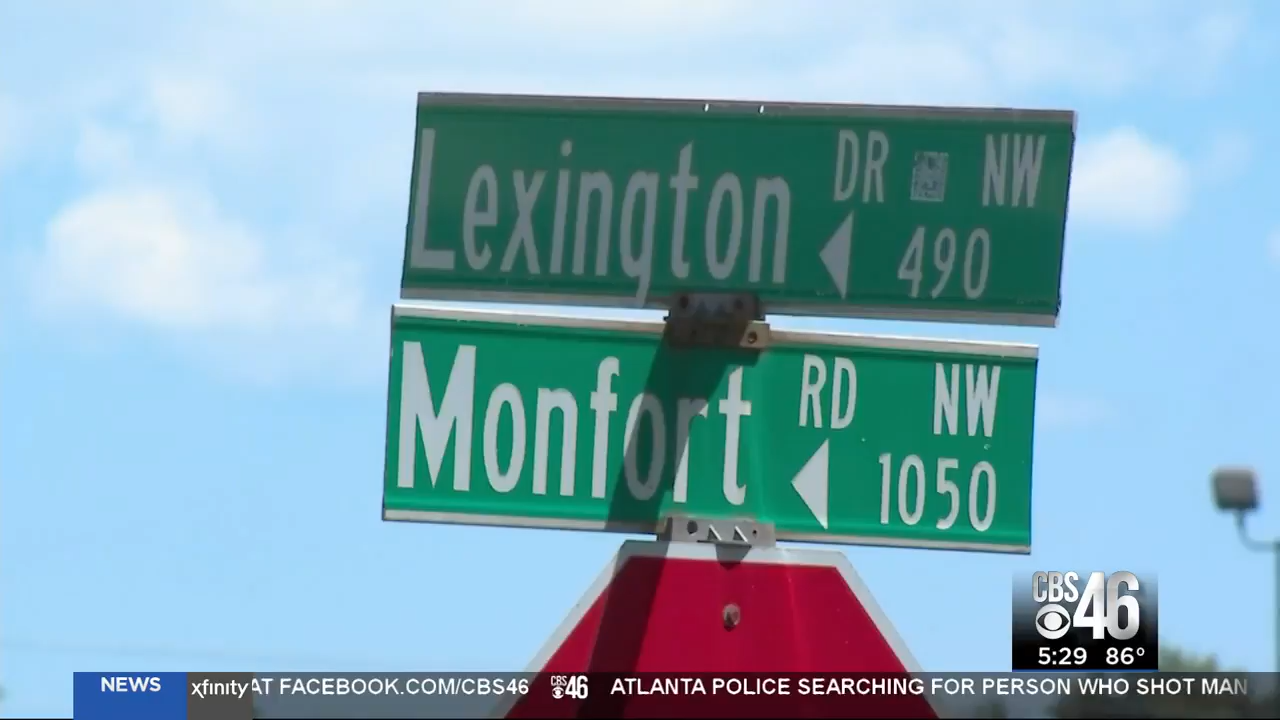 Lexington DR NW
490
Monfort RD NW
1050
CBS 46
5:29 86°
NEWS xfinity AT FACEBOOK.COM/CBS46 CBS 46 ATLANTA POLICE SEARCHING FOR PERSON WHO SHOT MAN